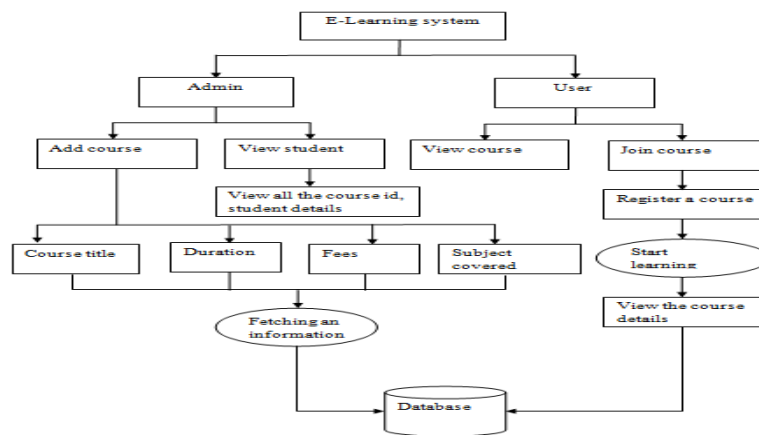 E-Learning system
Admin
User
Add course
View student
View course
Join course
View all the course id,
student details
Register a course
Course title
Duration
Fees
Subject
covered
Start
learning
Fetching an
information
View the course
details
Database